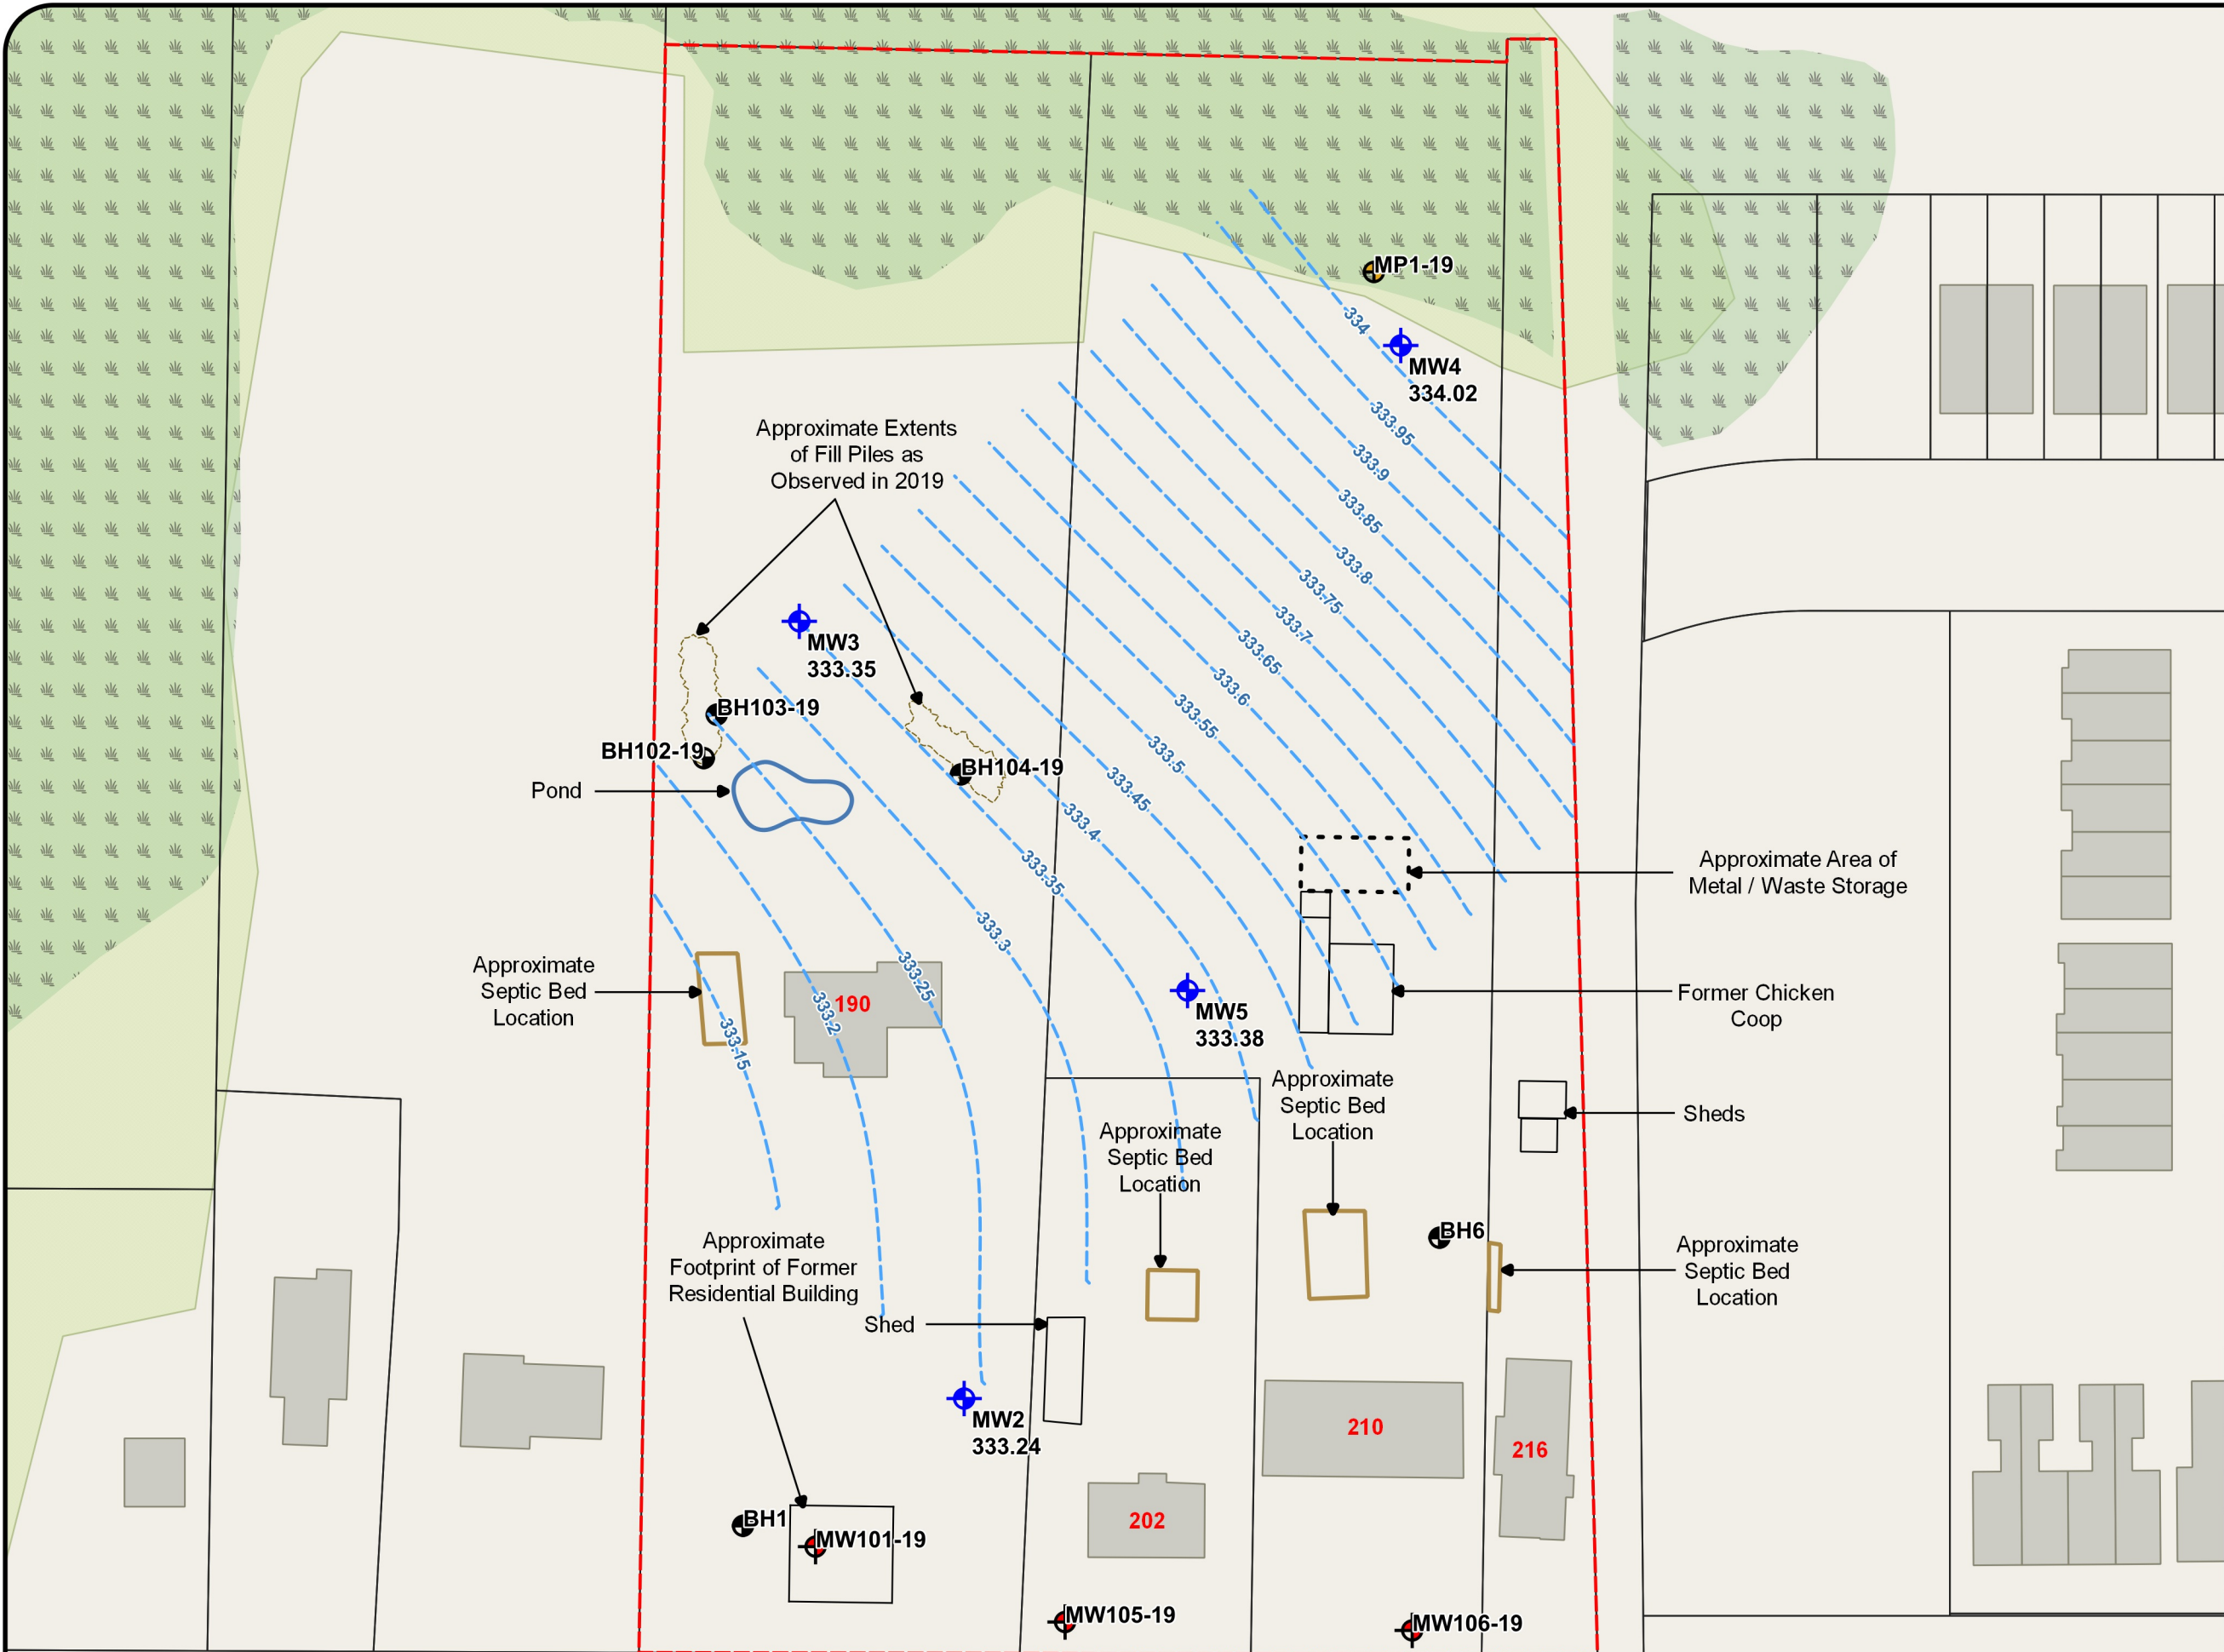 MP1-19
334
MW4
334.02
333.95
Approximate Extents
of Fill Piles as
Observed in 2019
333.9
333.85
333.8
333.75
333.7
MW3
333.35
333.65
333.6
333.55
BH103-19
BH102-19
333.5
BH104-19
Pond
333.45
333.4
Approximate Area of
Metal / Waste Storage
333.35
333.3
Approximate
Septic Bed
Location
333.25
190
333.2
333.15
MW5
333.38
Former Chicken
Coop
Approximate
Septic Bed
Location
Sheds
Approximate
Septic Bed
Location
BH6
Approximate
Footprint of Former
Residential Building
Approximate
Septic Bed
Location
Shed
MW2
333.24
210
216
BH1
202
MW101-19
MW105-19
MW106-19